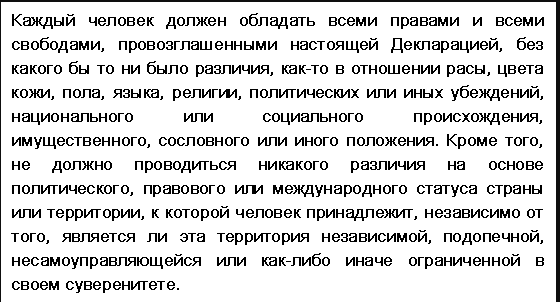 Каждый человек должен обладать всеми правами и всеми
свободами, провозглашенными настоящей Декларацией, без
какого бы то ни было различия, как-то в отношении расы, цвета
кожи, пола, языка, религии, политических или иных убеждений,
национального или социального происхождения,
имущественного, сословного или иного положения. Кроме того,
не должно проводиться никакого различия на основе
политического, правового или международного статуса страны
или территории, к которой человек принадлежит, независимо от
того, является ли эта территория независимой, подопечной,
несамоуправляющейся или как-либо иначе ограниченной в
своем суверенитете.